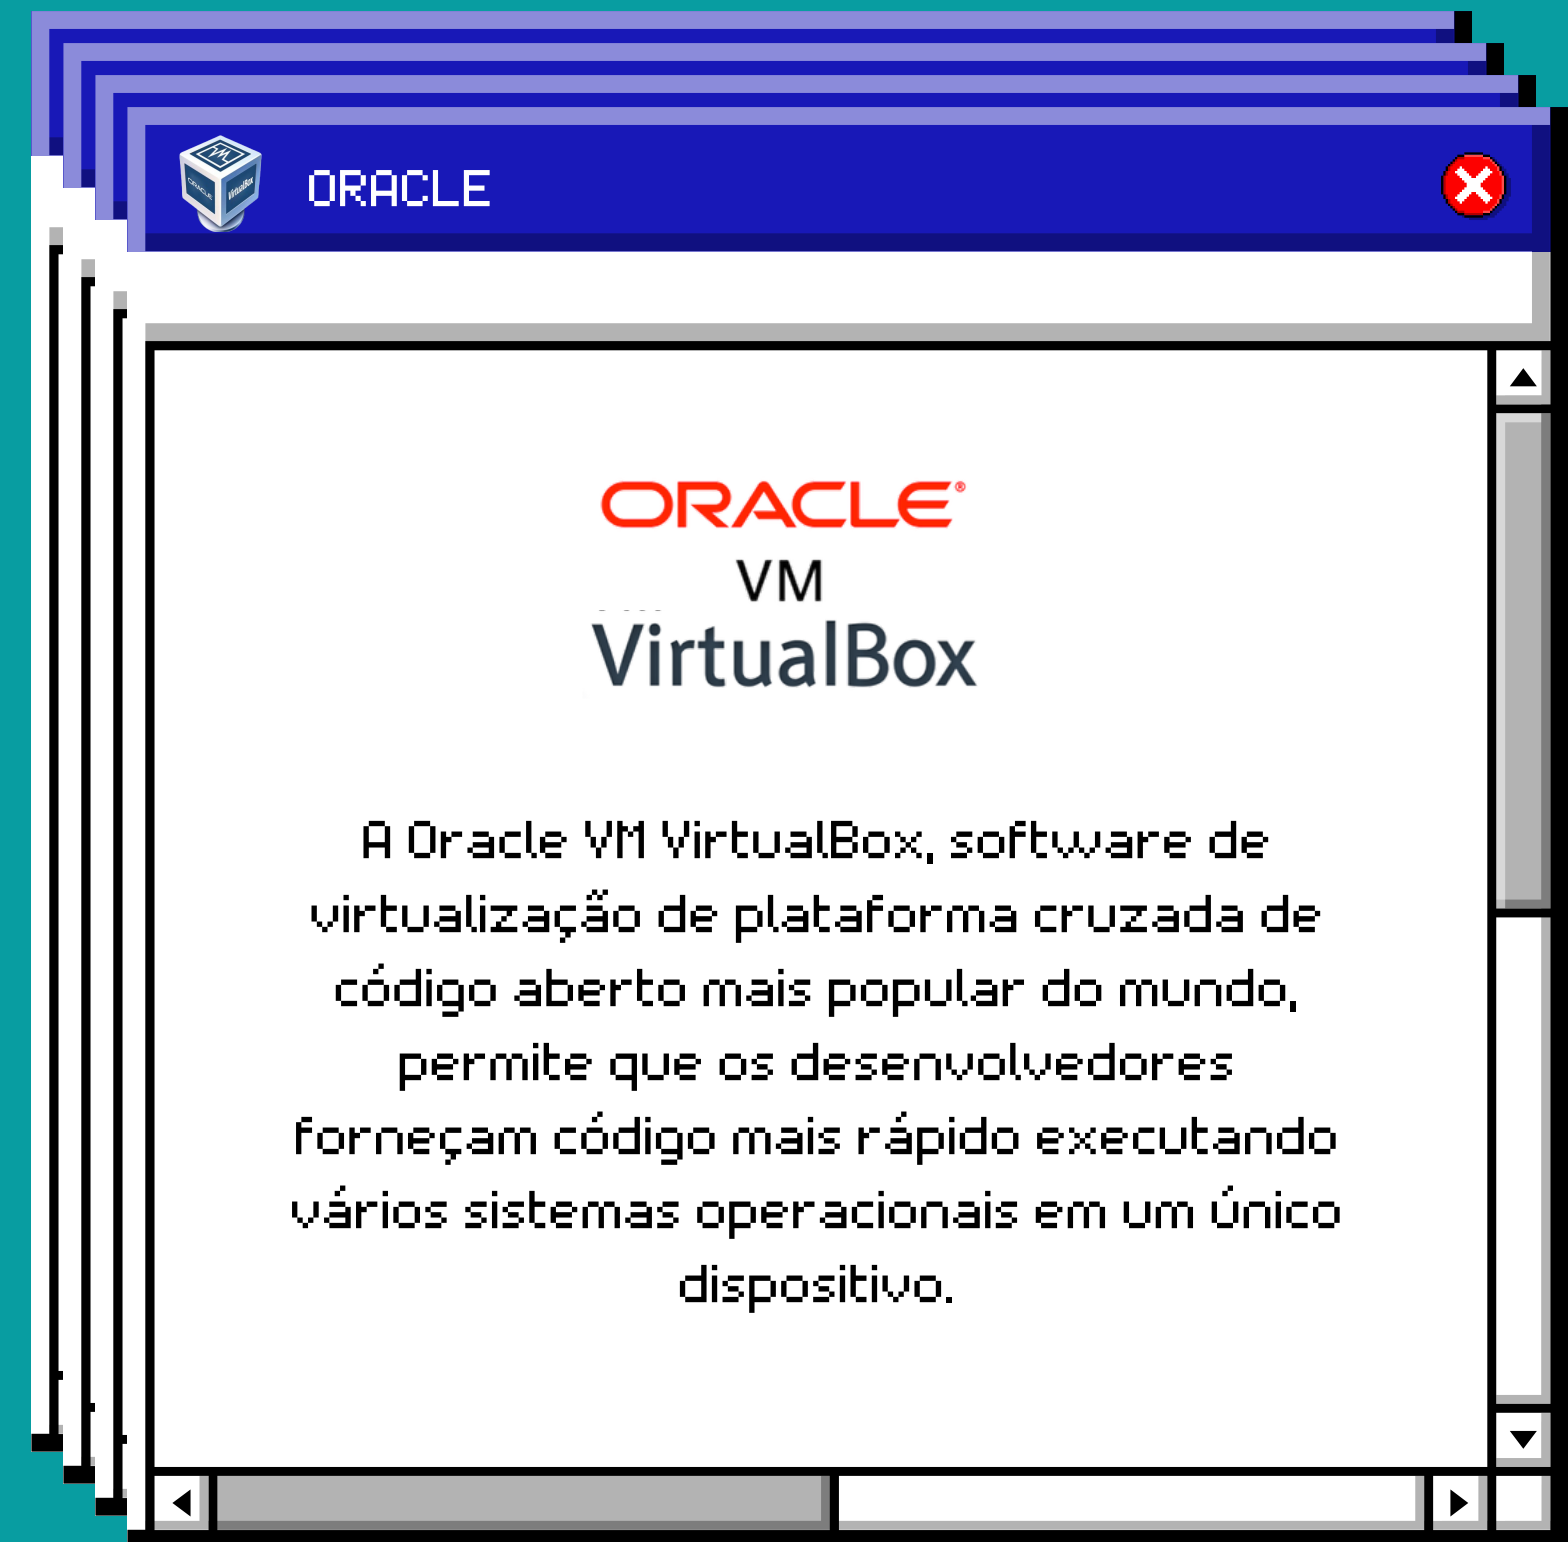 ORACLE
ORACLE®
VM
VirtualBox
A Oracle VM VirtualBox, software de
virtualização de plataforma cruzada de
código aberto mais popular do mundo,
permite que os desenvolvedores
forneçam código mais rápido executando
vários sistemas operacionais em um único
dispositivo.